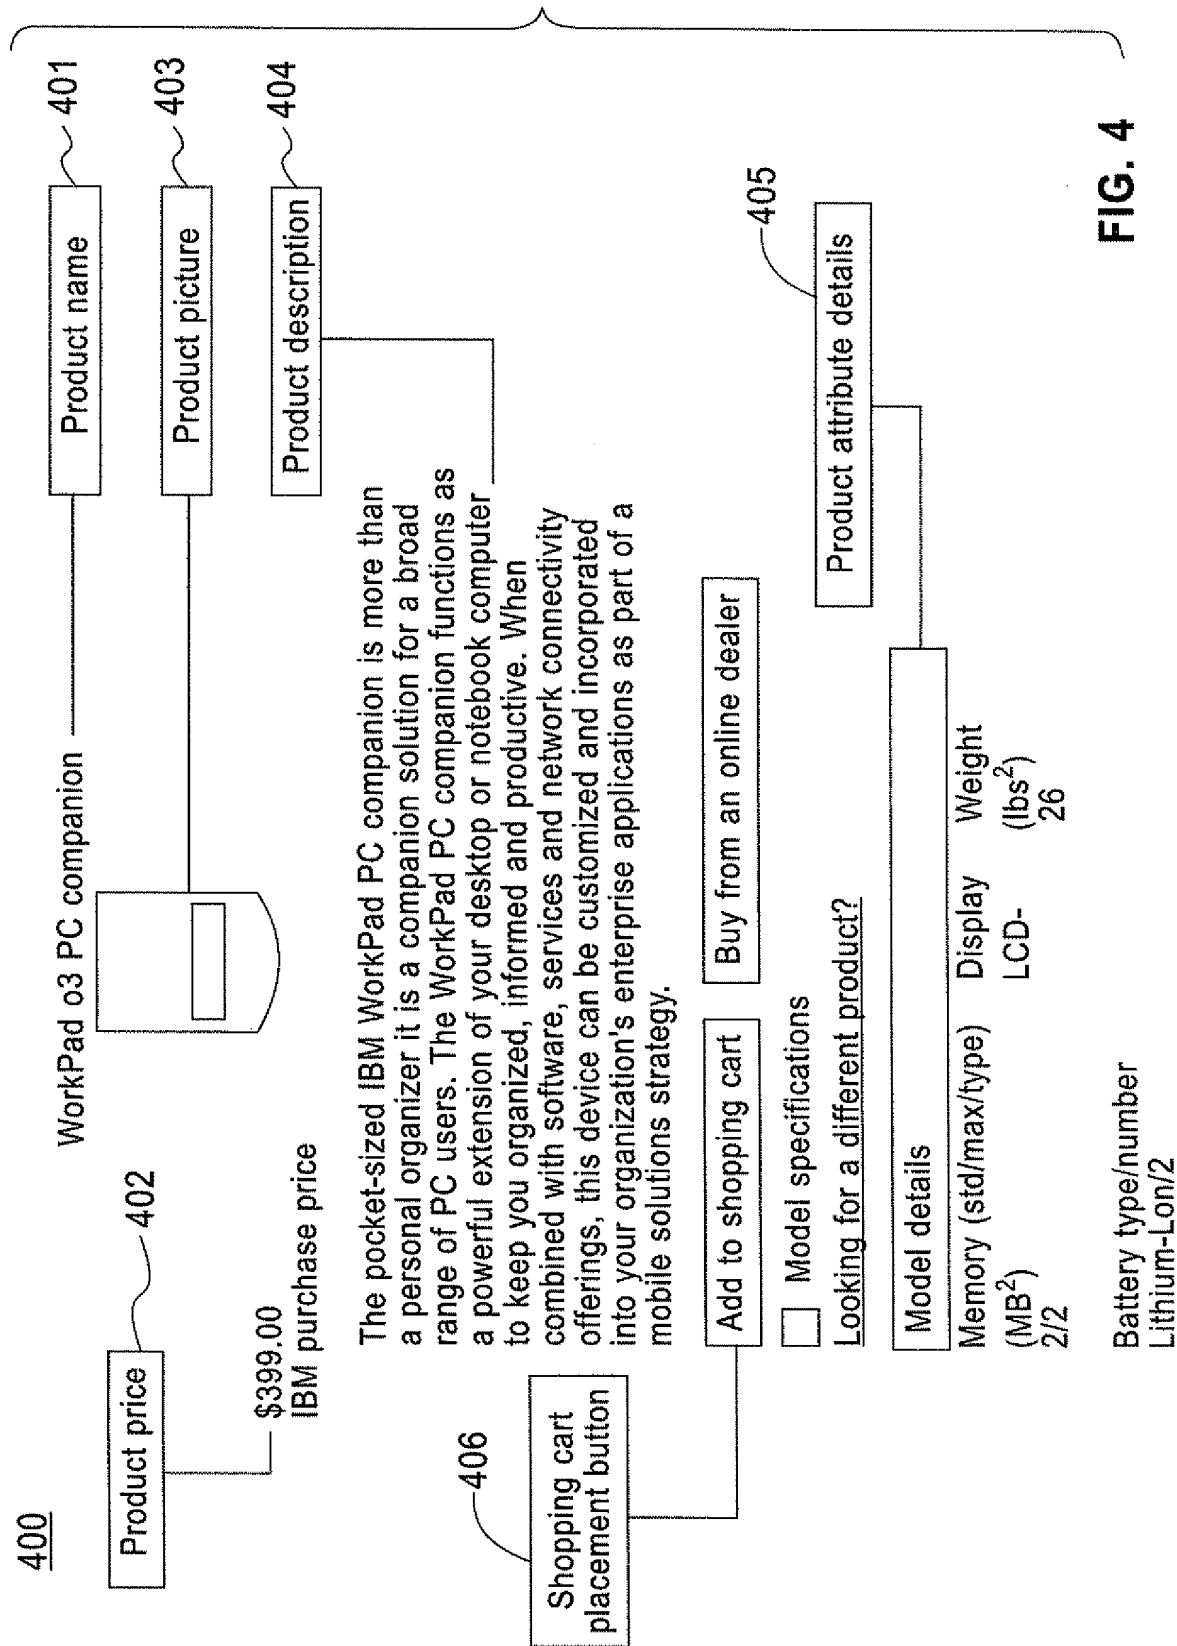 400
Product price
402
$399.00
IBM purchase price
WorkPad o3 PC companion
Product name
401
Product picture
403
Product description
404
The pocket-sized IBM WorkPad PC companion is more than
a personal organizer it is a companion solution for a broad
range of PC users. The WorkPad PC companion functions as
a powerful extension of your desktop or notebook computer
to keep you organized, informed and productive. When
combined with software, services and network connectivity
offerings, this device can be customized and incorporated
into your organization's enterprise applications as part of a
mobile solutions strategy.
406
Shopping cart
placement button
Add to shopping cart
Buy from an online dealer
Model specifications
Looking for a different product?
405
Product attribute details
Model details
Memory (std/max/type) Display Weight
(MB²) LCD- (lbs²)
2/2 26
Battery type/number
Lithium-Lon/2
FIG. 4